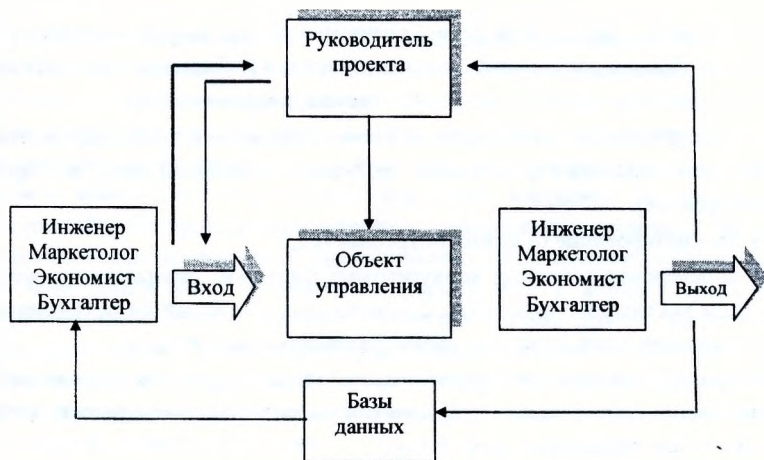 Руководитель
проекта
Инженер
Маркетолог
Экономист
Бухгалтер
Вход
Объект
управления
Инженер
Маркетолог
Экономист
Бухгалтер
Выход
Базы
данных